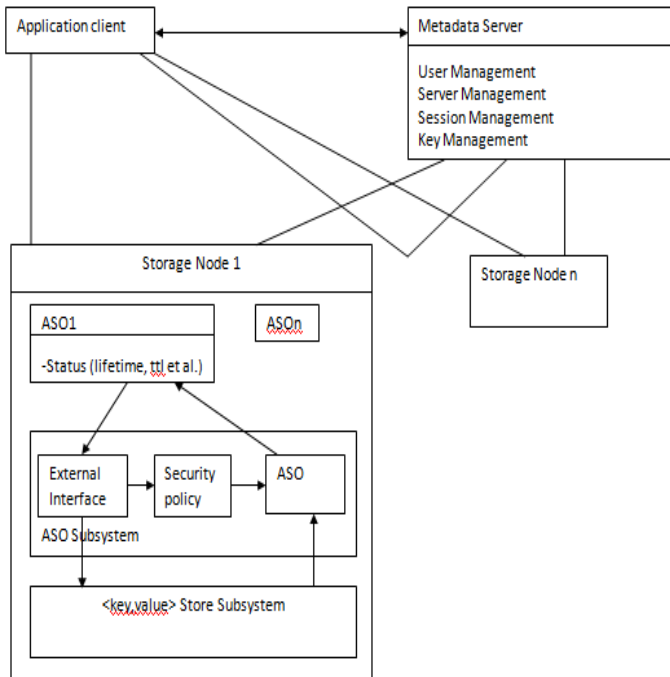 Application client
Metadata Server
User Management
Server Management
Session Management
Key Management
Storage Node 1
Storage Node n
ASO1
ASOn
-Status (lifetime, ttl et al.)
External
Interface
Security
policy
ASO
ASO Subsystem
<key,value> Store Subsystem